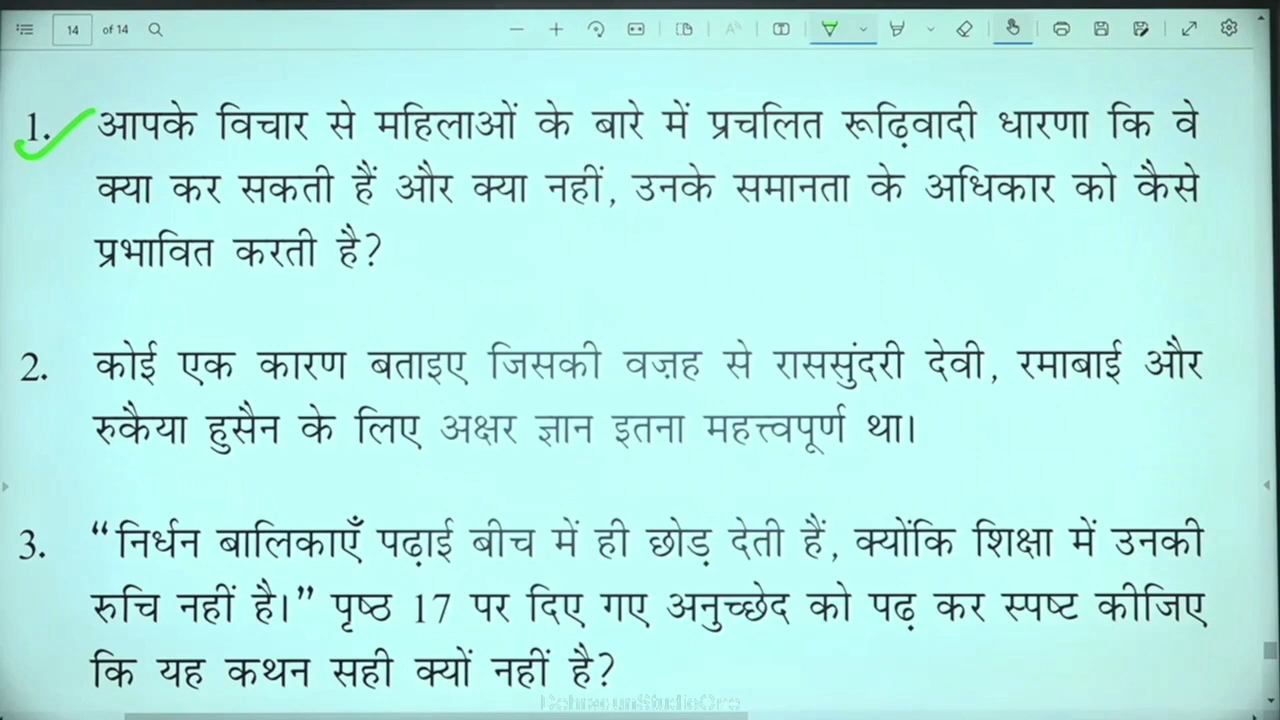 14 of 14
1. आपके विचार से महिलाओं के बारे में प्रचलित रूढ़िवादी धारणा कि वे
क्या कर सकती हैं और क्या नहीं, उनके समानता के अधिकार को कैसे
प्रभावित करती है?
2. कोई एक कारण बताइए जिसकी वज़ह से राससुंदरी देवी, रमाबाई और
रुकैया हुसैन के लिए अक्षर ज्ञान इतना महत्त्वपूर्ण था।
3. “निर्धन बालिकाएँ पढ़ाई बीच में ही छोड़ देती हैं, क्योंकि शिक्षा में उनकी
रुचि नहीं है।” पृष्ठ 17 पर दिए गए अनुच्छेद को पढ़ कर स्पष्ट कीजिए
कि यह कथन सही क्यों नहीं है?
DehradunStudioOne